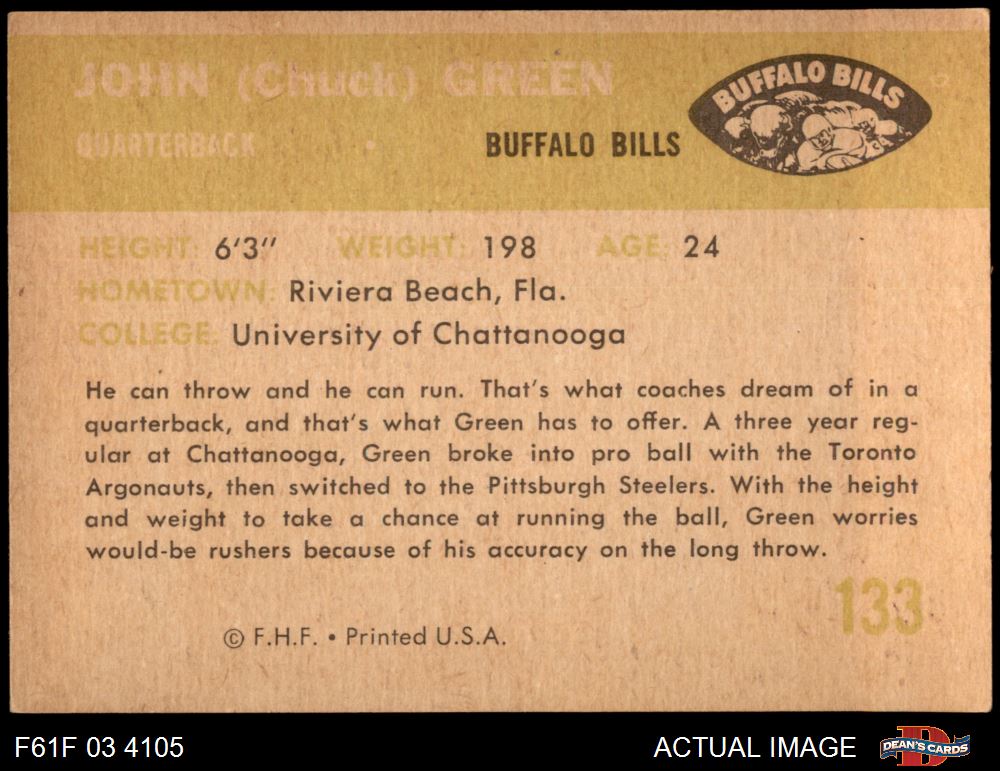 JOHN (Chuck) GREEN
QUARTERBACK • BUFFALO BILLS
BUFFALO BILLS
HEIGHT: 6'3" WEIGHT: 198 AGE: 24
HOMETOWN: Riviera Beach, Fla.
COLLEGE: University of Chattanooga
He can throw and he can run. That's what coaches dream of in a
quarterback, and that's what Green has to offer. A three year reg-
ular at Chattanooga, Green broke into pro ball with the Toronto
Argonauts, then switched to the Pittsburgh Steelers. With the height
and weight to take a chance at running the ball, Green worries
would-be rushers because of his accuracy on the long throw.
133
© F.H.F. • Printed U.S.A.
F61F 03 4105 ACTUAL IMAGE DEAN'S CARDS